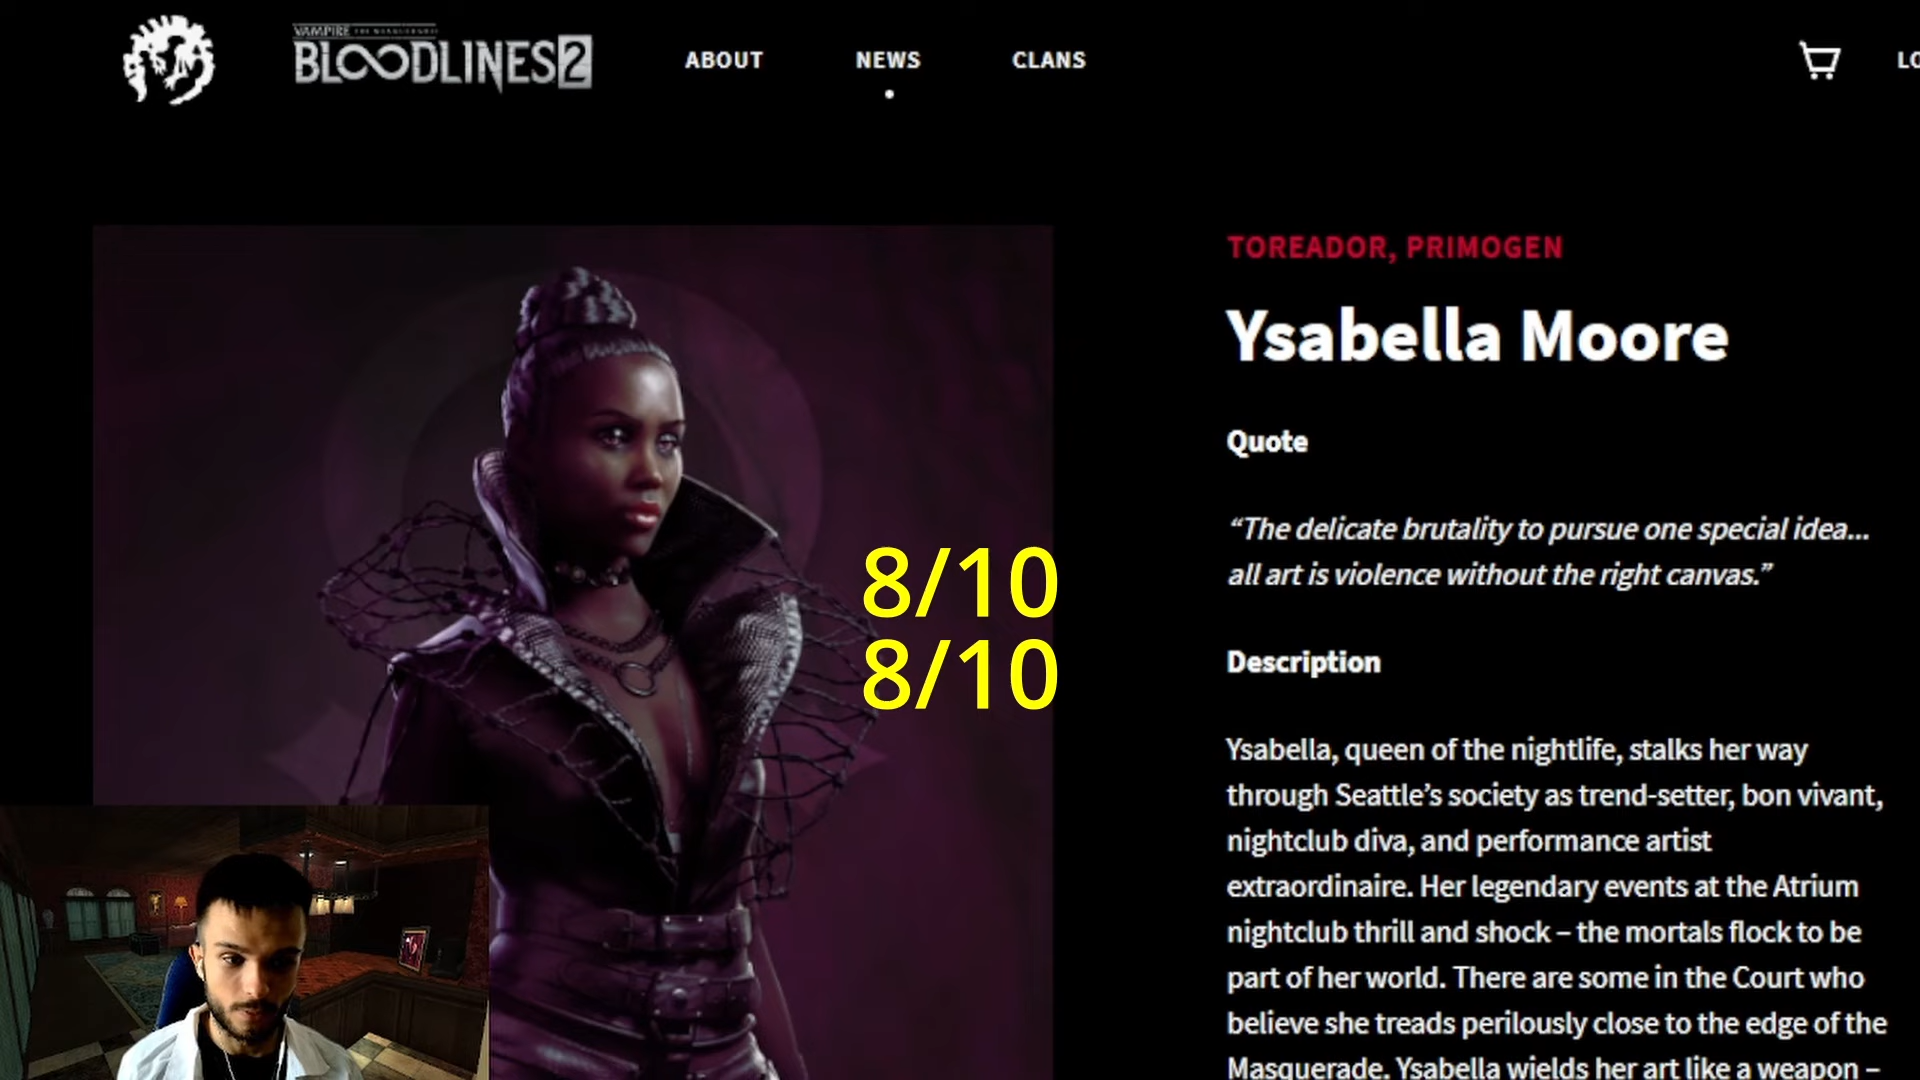 VAMPIRE THE MASQUERADE
BLOODLINES 2
ABOUT
NEWS
CLANS
LO
TOREADOR, PRIMOGEN
Ysabella Moore
Quote
“The delicate brutality to pursue one special idea...
all art is violence without the right canvas.”
8/10
8/10
Description
Ysabella, queen of the nightlife, stalks her way
through Seattle’s society as trend-setter, bon vivant,
nightclub diva, and performance artist
extraordinaire. Her legendary events at the Atrium
nightclub thrill and shock – the mortals flock to be
part of her world. There are some in the Court who
believe she treads perilously close to the edge of the
Masquerade. Ysabella wields her art like a weapon –